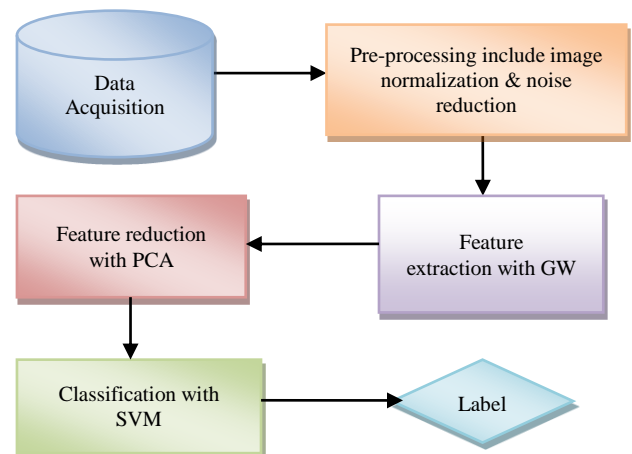 Data
Acquisition
Pre-processing include image
normalization & noise
reduction
Feature
extraction with GW
Feature reduction
with PCA
Classification with
SVM
Label